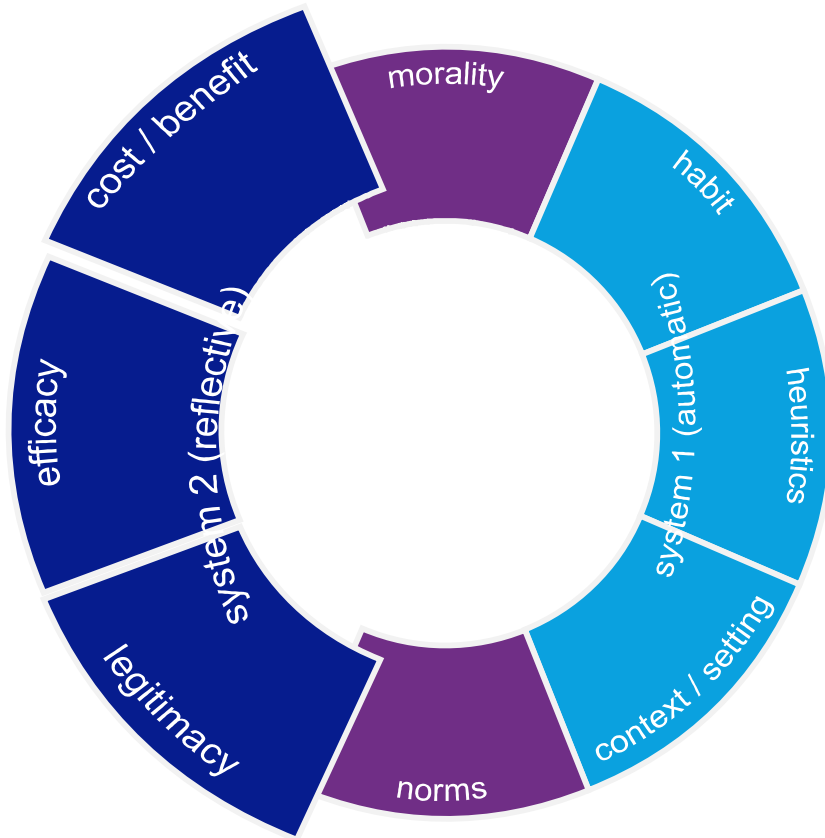 morality
habit
heuristics
context / setting
norms
legitimacy
efficacy
cost / benefit
system 2 (reflective)
system 1 (automatic)